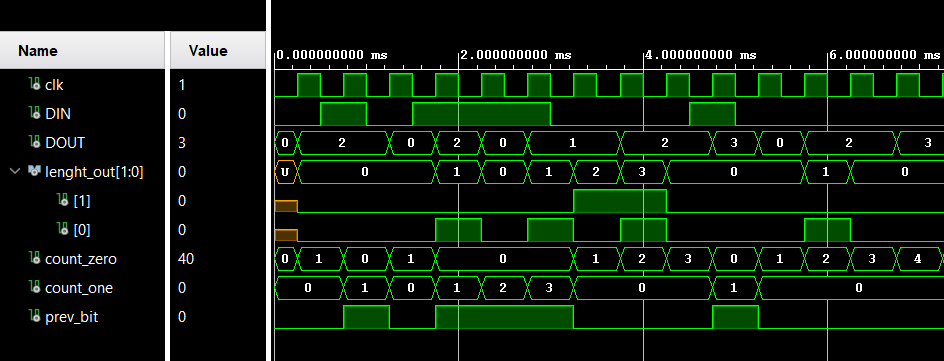 Name Value 0.000000000 ms 2.000000000 ms 4.000000000 ms 6.000000000 ms
clk 1
DIN 0
DOUT 3 0 2 0 2 0 1 2 3 0 2 3
lenght_out[1:0] 0 U 0 1 0 1 2 3 0 1 0
[1] 0
[0] 0
count_zero 40 0 1 0 1 0 1 2 3 0 1 2 3 4
count_one 0 0 1 0 1 2 3 0 1 0
prev_bit 0